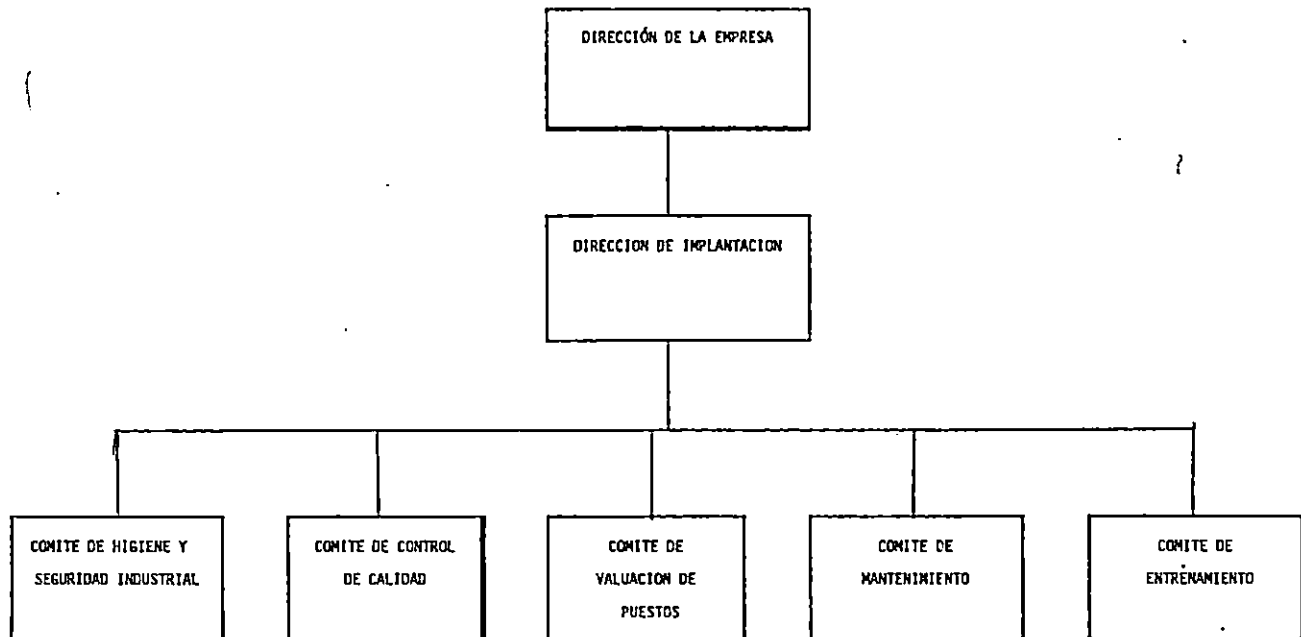 DIRECCIÓN DE LA EMPRESA
DIRECCION DE IMPLANTACION
COMITE DE HIGIENE Y
SEGURIDAD INDUSTRIAL
COMITE DE CONTROL
DE CALIDAD
COMITE DE
VALUACION DE
PUESTOS
COMITE DE
MANTENIMIENTO
COMITE DE
ENTRENAMIENTO